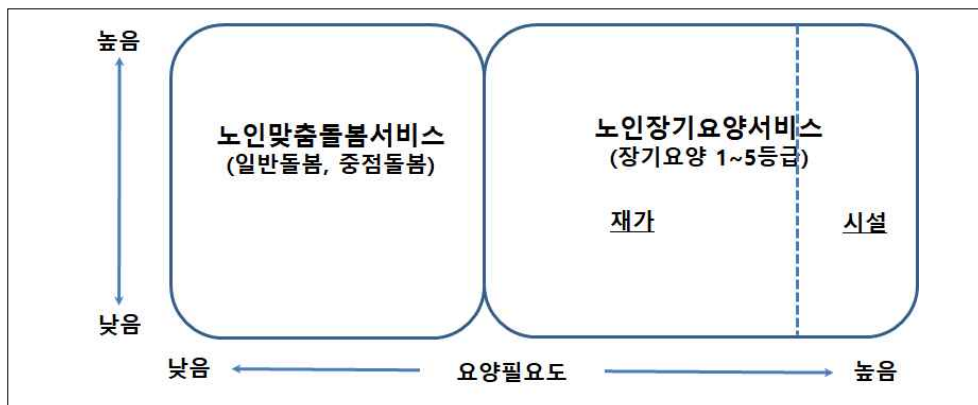 높음
노인맞춤돌봄서비스
(일반돌봄, 중점돌봄)
노인장기요양서비스
(장기요양 1~5등급)
재가
시설
낮음
낮음
요양필요도
높음